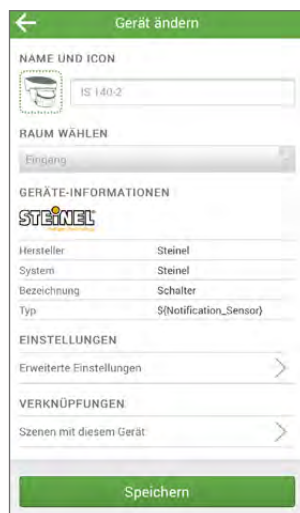 Gerät ändern
NAME UND ICON
IS 140-2
RAUM WÄHLEN
Eingang
GERÄTE-INFORMATIONEN
STEINEL
Hersteller Steinel
System Steinel
Bezeichnung Schalter
Typ ${Notification_Sensor}
EINSTELLUNGEN
Erweiterte Einstellungen
VERKNÜPFUNGEN
Szenen mit diesem Gerät
Speichern